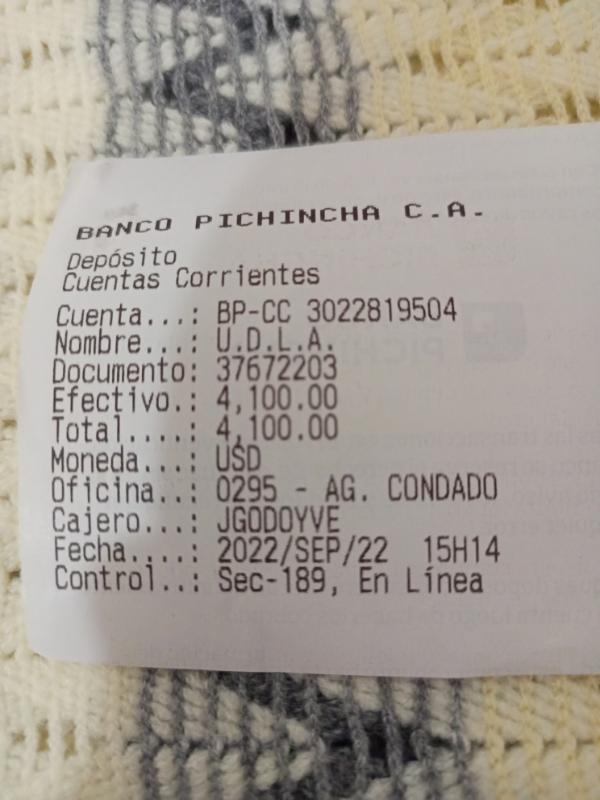 BANCO PICHINCHA C.A.
Depósito
Cuentas Corrientes
Cuenta...: BP-CC 3022819504
Nombre...: U.D.L.A.
Documento: 37672203
Efectivo.: 4,100.00
Total....: 4,100.00
Moneda...: USD
Oficina..: 0295 - AG. CONDADO
Cajero...: JGODOYVE
Fecha....: 2022/SEP/22 15H14
Control..: Sec-189, En Línea